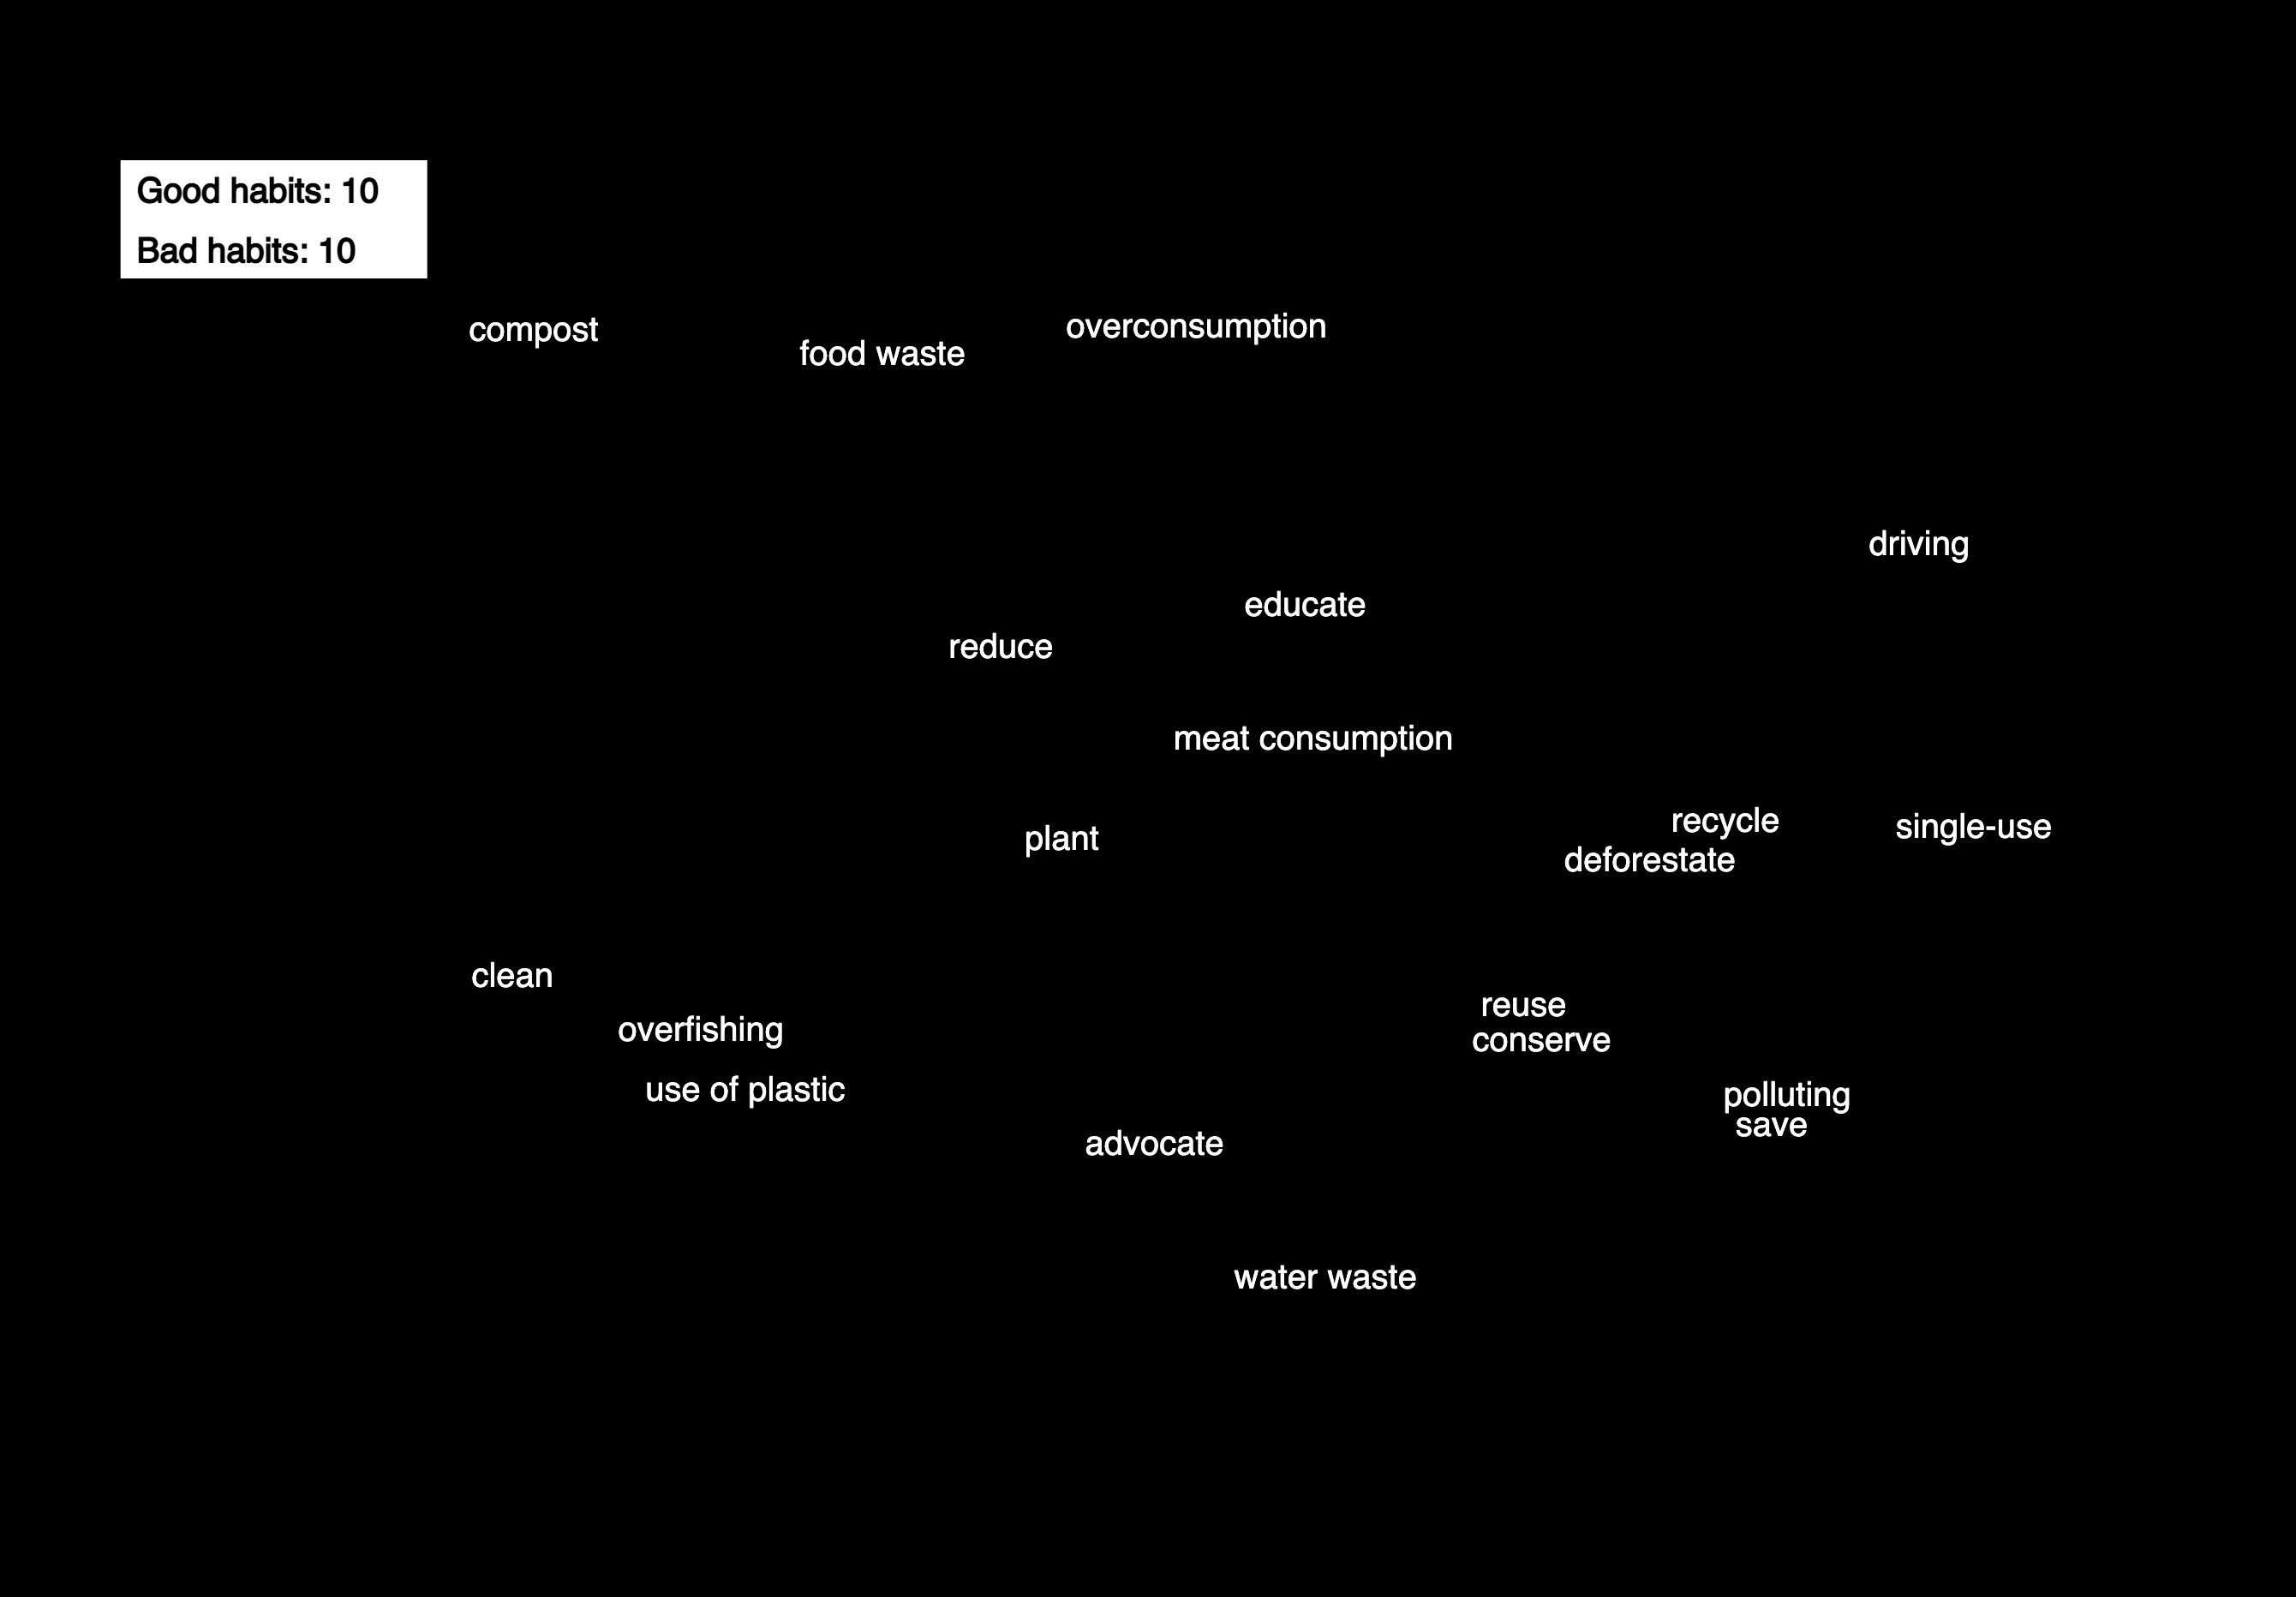 Good habits: 10
Bad habits: 10
compost
food waste
overconsumption
driving
educate
reduce
meat consumption
plant
recycle
single-use
deforestate
clean
overfishing
reuse
conserve
use of plastic
polluting
save
advocate
water waste